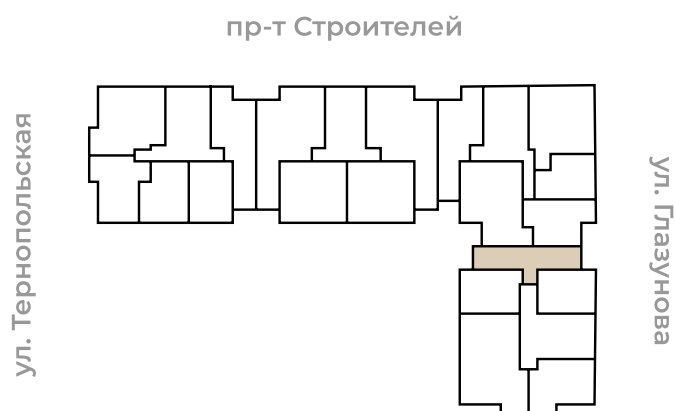 пр-т Строителей
ул. Тернопольская
ул. Глазунова